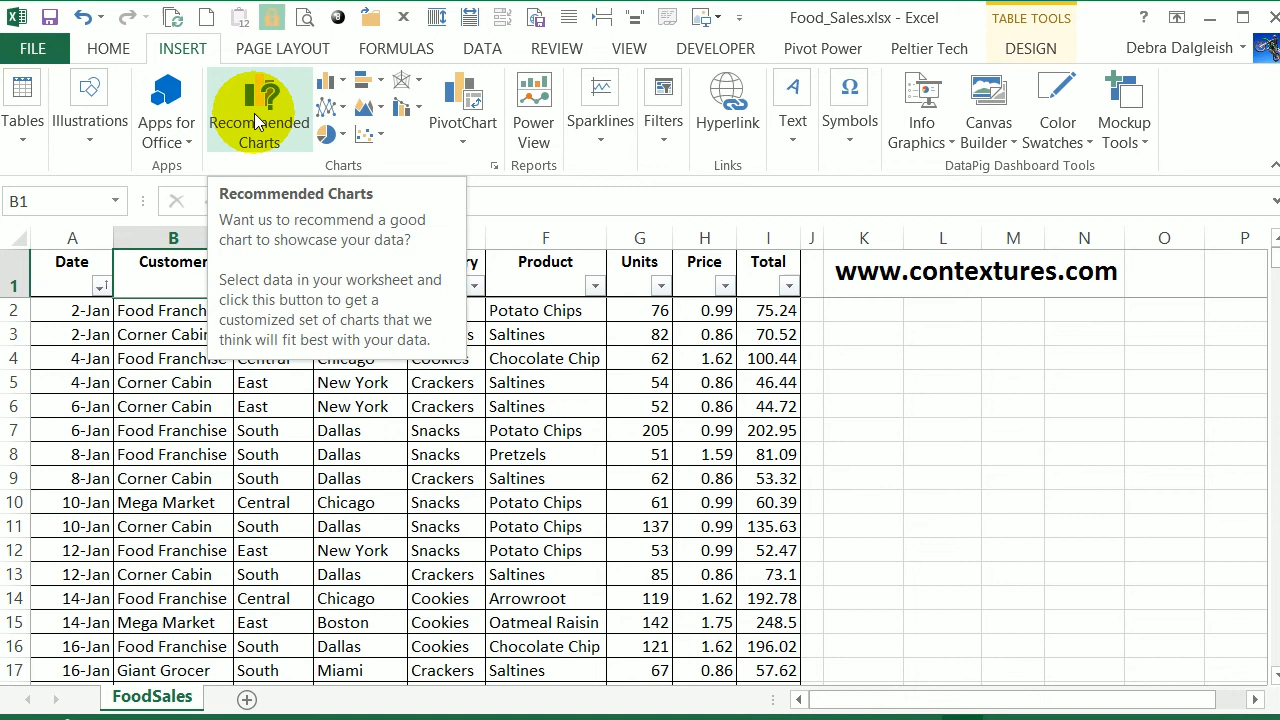 Food_Sales.xlsx - Excel
TABLE TOOLS
FILE HOME INSERT PAGE LAYOUT FORMULAS DATA REVIEW VIEW DEVELOPER Pivot Power Peltier Tech DESIGN Debra Dalgleish
Tables
Illustrations
Apps for
Office
Apps
Recommended
Charts
PivotChart
Charts
Power
View
Reports
Sparklines
Filters
Hyperlink
Links
Text
Symbols
Info
Graphics
Canvas
Builder
Color
Swatches
Mockup
Tools
DataPig Dashboard Tools
B1
Recommended Charts
Want us to recommend a good
chart to showcase your data?
Select data in your worksheet and
click this button to get a
customized set of charts that we
think will fit best with your data.
A B F G H I J K L M N O P
1 Date Customer Product Units Price Total www.contextures.com
2 2-Jan Food Franch Potato Chips 76 0.99 75.24
3 2-Jan Corner Cabin Saltines 82 0.86 70.52
4 4-Jan Food Franchise Central Chicago Cookies Chocolate Chip 62 1.62 100.44
5 4-Jan Corner Cabin East New York Crackers Saltines 54 0.86 46.44
6 6-Jan Corner Cabin East New York Crackers Saltines 52 0.86 44.72
7 6-Jan Food Franchise South Dallas Snacks Potato Chips 205 0.99 202.95
8 8-Jan Food Franchise South Dallas Snacks Pretzels 51 1.59 81.09
9 8-Jan Corner Cabin South Dallas Crackers Saltines 62 0.86 53.32
10 10-Jan Mega Market Central Chicago Snacks Potato Chips 61 0.99 60.39
11 10-Jan Corner Cabin South Dallas Snacks Potato Chips 137 0.99 135.63
12 12-Jan Food Franchise East New York Snacks Potato Chips 53 0.99 52.47
13 12-Jan Corner Cabin South Dallas Crackers Saltines 85 0.86 73.1
14 14-Jan Food Franchise Central Chicago Cookies Arrowroot 119 1.62 192.78
15 14-Jan Mega Market East Boston Cookies Oatmeal Raisin 142 1.75 248.5
16 16-Jan Food Franchise South Dallas Cookies Chocolate Chip 121 1.62 196.02
17 16-Jan Giant Grocer South Miami Crackers Saltines 67 0.86 57.62
FoodSales